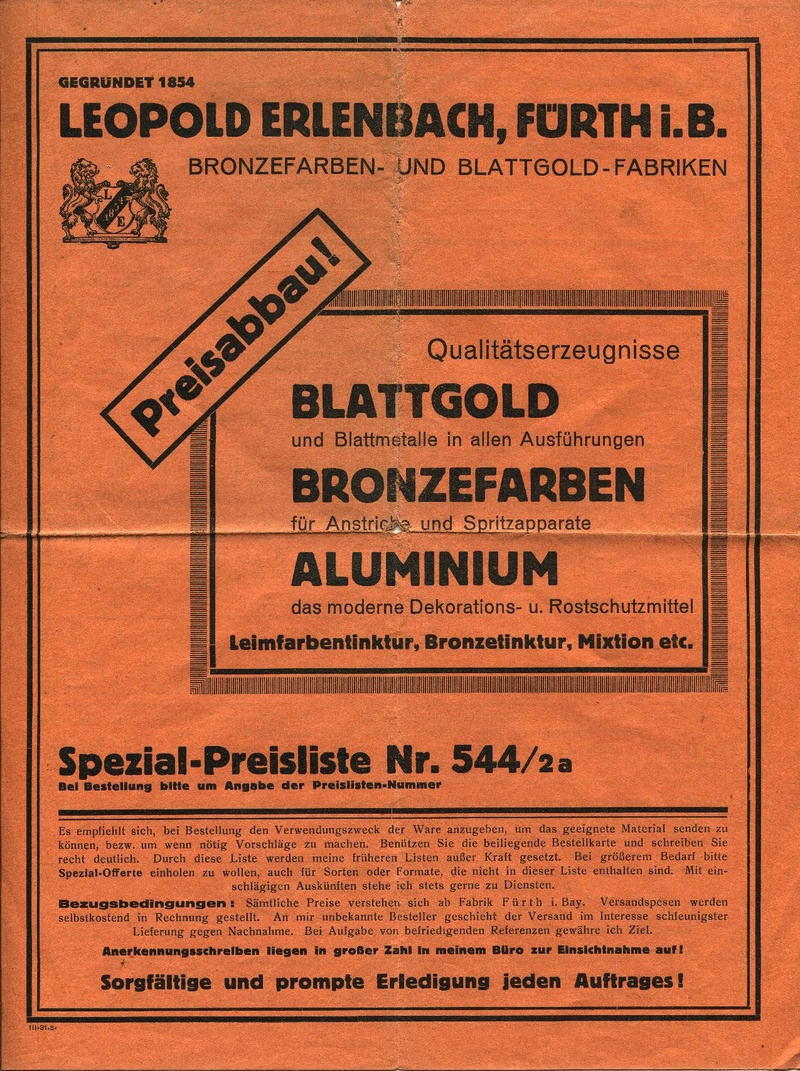 GEGRÜNDET 1854
LEOPOLD ERLENBACH, FÜRTH i. B.
BRONZEFARBEN- UND BLATTGOLD-FABRIKEN
L
1854
E
Preisabbau!
Qualitätserzeugnisse
BLATTGOLD
und Blattmetalle in allen Ausführungen
BRONZEFARBEN
für Anstriche und Spritzapparate
ALUMINIUM
das moderne Dekorations- u. Rostschutzmittel
Leimfarbentinktur, Bronzetinktur, Mixtion etc.
Spezial-Preisliste Nr. 544/2a
Bei Bestellung bitte um Angabe der Preislisten-Nummer
Es empfiehlt sich, bei Bestellung den Verwendungszweck der Ware anzugeben, um das geeignete Material senden zu
können, bezw. um wenn nötig Vorschläge zu machen. Benützen Sie die beiliegende Bestellkarte und schreiben Sie
recht deutlich. Durch diese Liste werden meine früheren Listen außer Kraft gesetzt. Bei größerem Bedarf bitte
Spezial-Offerte einholen zu wollen, auch für Sorten oder Formate, die nicht in dieser Liste enthalten sind. Mit ein-
schlägigen Auskünften stehe ich stets gerne zu Diensten.
Bezugsbedingungen: Sämtliche Preise verstehen sich ab Fabrik Fürth i. Bay. Versandspesen werden
selbstkostend in Rechnung gestellt. An mir unbekannte Besteller geschieht der Versand im Interesse schleunigster
Lieferung gegen Nachnahme. Bei Aufgabe von befriedigenden Referenzen gewähre ich Ziel.
Anerkennungsschreiben liegen in großer Zahl in meinem Büro zur Einsichtnahme auf!
Sorgfältige und prompte Erledigung jeden Auftrages!
III·31·5·